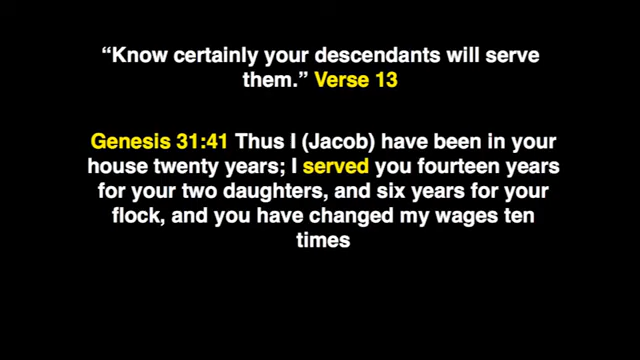 “Know certainly your descendants will serve
them.” Verse 13
Genesis 31:41 Thus I (Jacob) have been in your
house twenty years; I served you fourteen years
for your two daughters, and six years for your
flock, and you have changed my wages ten
times